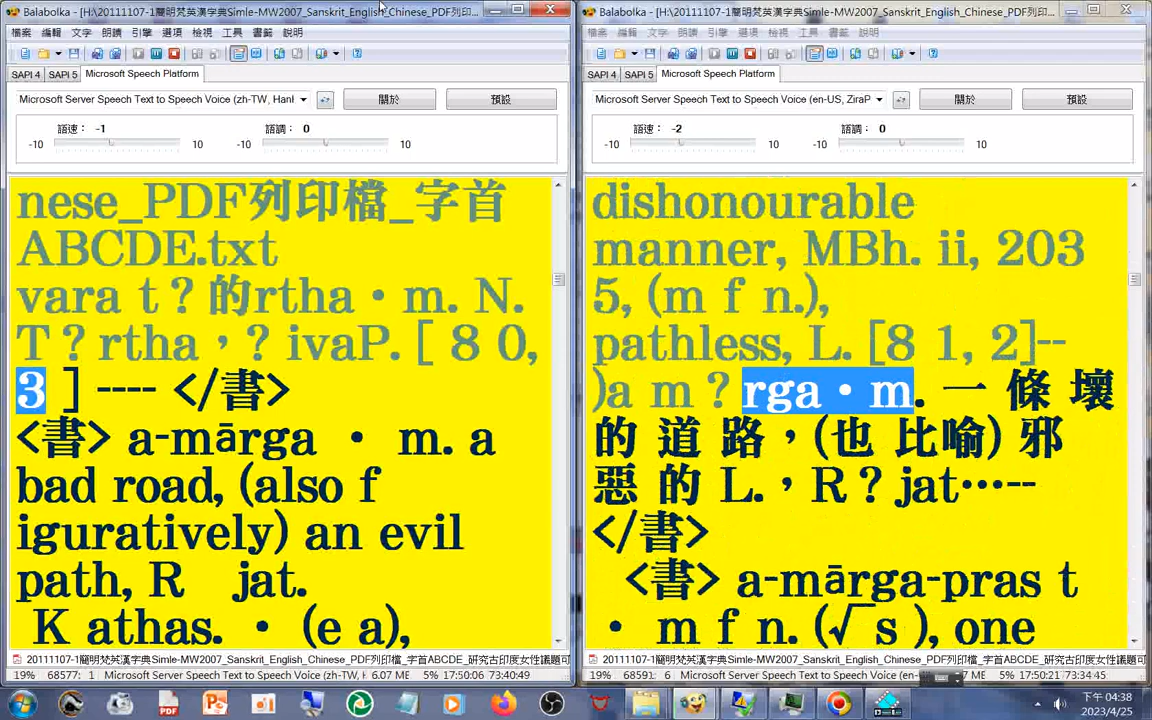 Balabolka - [H:\20111107-1簡明梵英漢字典Simle-MW2007_Sanskrit_English_Chinese_PDF列印...
檔案 編輯 文字 朗讀 引擎 選項 檢視 工具 書籤 說明
SAPI 4 SAPI 5 Microsoft Speech Platform
Microsoft Server Speech Text to Speech Voice (zh-TW, Hanl
關於 預設
語速： -1 語調： 0
-10 10 -10 10
nese_PDF列印檔_字首
ABCDE.txt
vara t？的rtha•m. N.
T？rtha，？ivaP. [ 8 0,
3 ] ---- </書>
<書> a-mārga • m. a
bad road, (also f
iguratively) an evil
path, R jat.
K athas. • (e a),
20111107-1簡明梵英漢字典Simle-MW2007_Sanskrit_English_Chinese_PDF列印檔_字首ABCDE_研究古印度女性議題可
19% 68577: 1 Microsoft Server Speech Text to Speech Voice (zh-TW, H 6.07 ME 5% 17:50:06 73:40:49
Balabolka - [H:\20111107-1簡明梵英漢字典Simle-MW2007_Sanskrit_English_Chinese_PDF印...
檔案 編輯 文字 朗讀 引擎 選項 檢視 工具 書籤 說明
SAPI 4 SAPI 5 Microsoft Speech Platform
Microsoft Server Speech Text to Speech Voice (en-US, ZiraP
關於 預設
語速： -2 語調： 0
-10 10 -10 10
dishonourable
manner, MBh. ii, 203
5, (m f n.),
pathless, L. [8 1, 2]--
)a m？rga•m. 一 條 壞
的 道 路，(也 比喻) 邪
惡 的 L.，R？jat…--
</書>
<書> a-mārga-pras t
• m f n. (√ s ), one
20111107-1簡明梵英漢字典Simle-MW2007_Sanskrit_English_Chinese_PDF列印檔_字首ABCDE_研究古印度女性議題可
19% 68591: 6 Microsoft Server Speech Text to Speech Voice (en-US, 5% 17:50:21 73:34:45
下午 04:38
2023/4/25